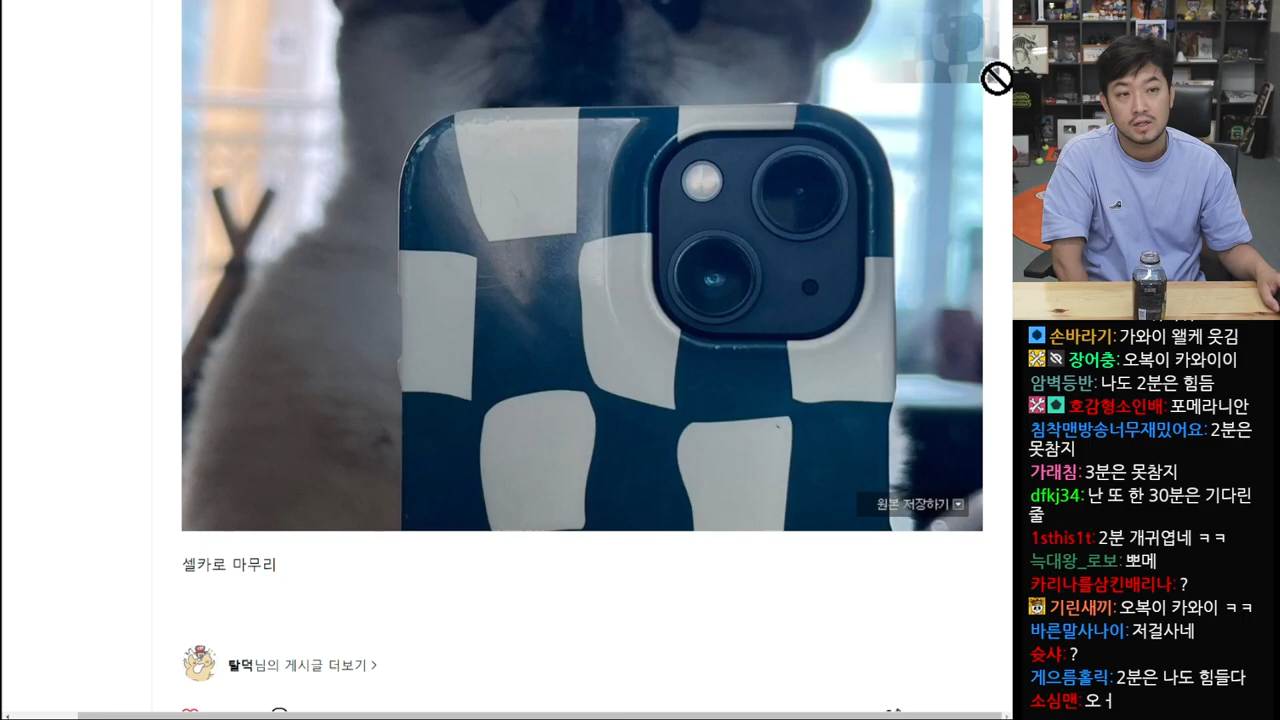 원본 저장하기
셀카로 마무리
탈덕님의 게시글 더보기 >
손바라기: 가와이 왤케 웃김
장어충: 오복이 카와이이
암벽등반: 나도 2분은 힘듬
호감형소인배: 포메라니안
침착맨방송너무재밌어요: 2분은
못참지
가래침: 3분은 못참지
dfkj34: 난 또 한 30분은 기다린
줄
1sthis1t: 2분 개귀엽네 ㅋㅋ
늑대왕_로보: 뽀메
카리나를삼킨배리나: ?
기린새끼: 오복이 카와이 ㅋㅋ
바른말사나이: 저걸사네
슛샤: ?
게으름홀릭: 2분은 나도 힘들다
소심맨: 오ㅓ